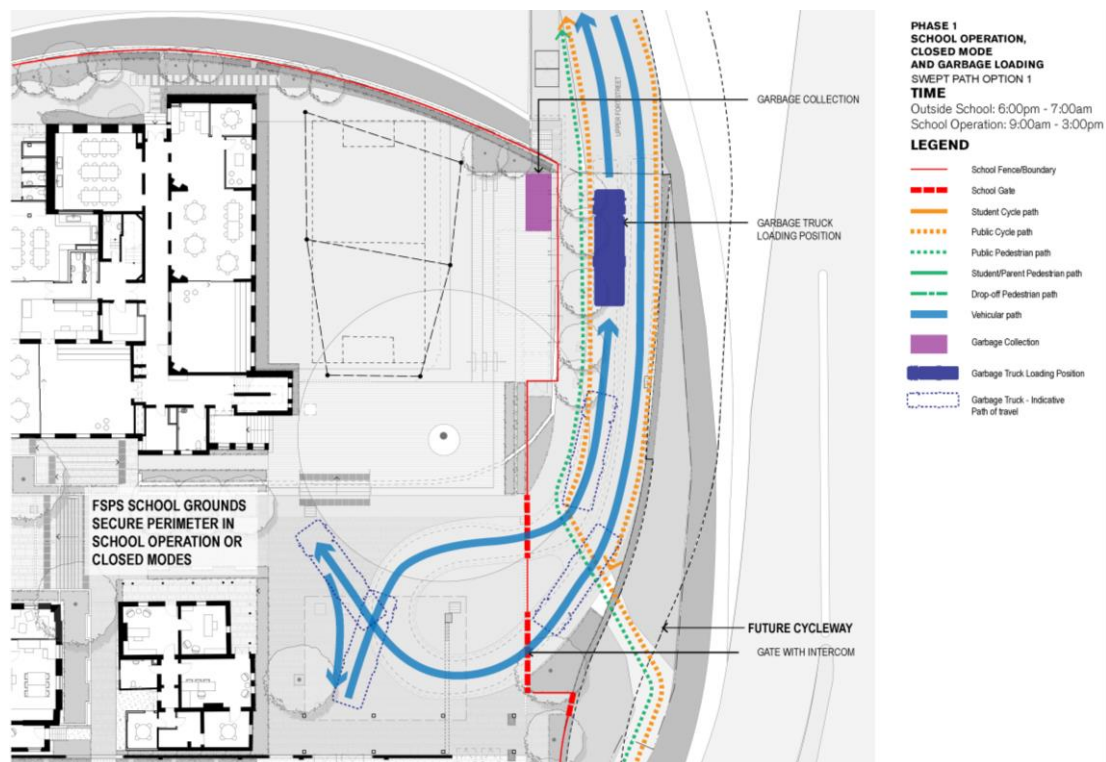 PHASE 1
SCHOOL OPERATION,
CLOSED MODE
AND GARBAGE LOADING
SWEPT PATH OPTION 1
TIME
Outside School: 6:00pm - 7:00am
School Operation: 9:00am - 3:00pm
LEGEND
School Fence/Boundary
School Gate
Student Cycle path
Public Cycle path
Public Pedestrian path
Student/Parent Pedestrian path
Drop-off Pedestrian path
Vehicular path
Garbage Collection
Garbage Truck Loading Position
Garbage Truck - Indicative
Path of travel
UPPER FORT STREET
GARBAGE COLLECTION
GARBAGE TRUCK
LOADING POSITION
FSPS SCHOOL GROUNDS
SECURE PERIMETER IN
SCHOOL OPERATION OR
CLOSED MODES
FUTURE CYCLEWAY
GATE WITH INTERCOM